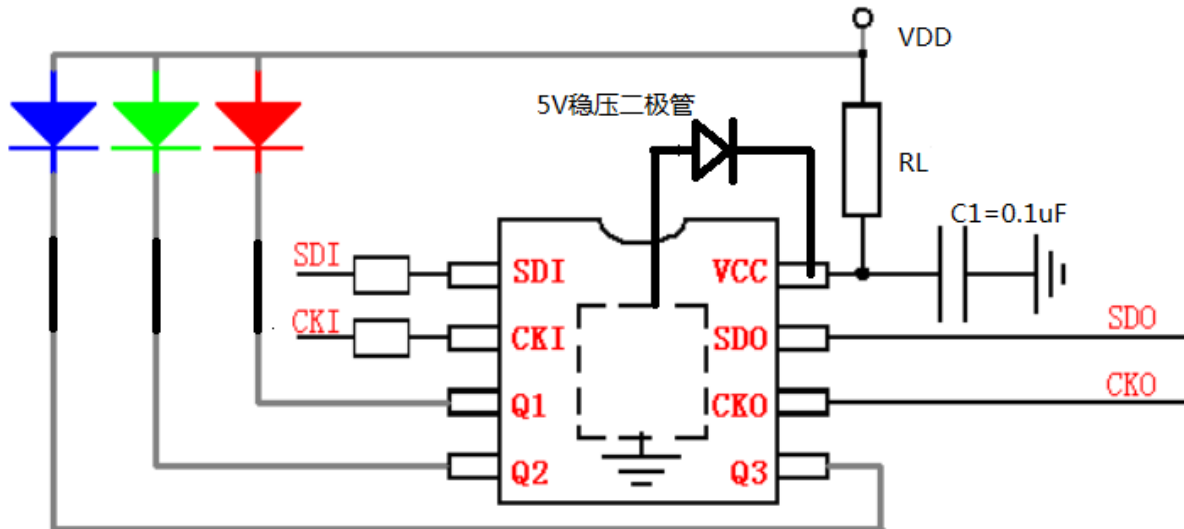 VDD
5V稳压二极管
RL
C1=0.1uF
SDI
SDI
VCC
CKI
CKI
SDO
SDO
Q1
CKO
CKO
Q2
Q3